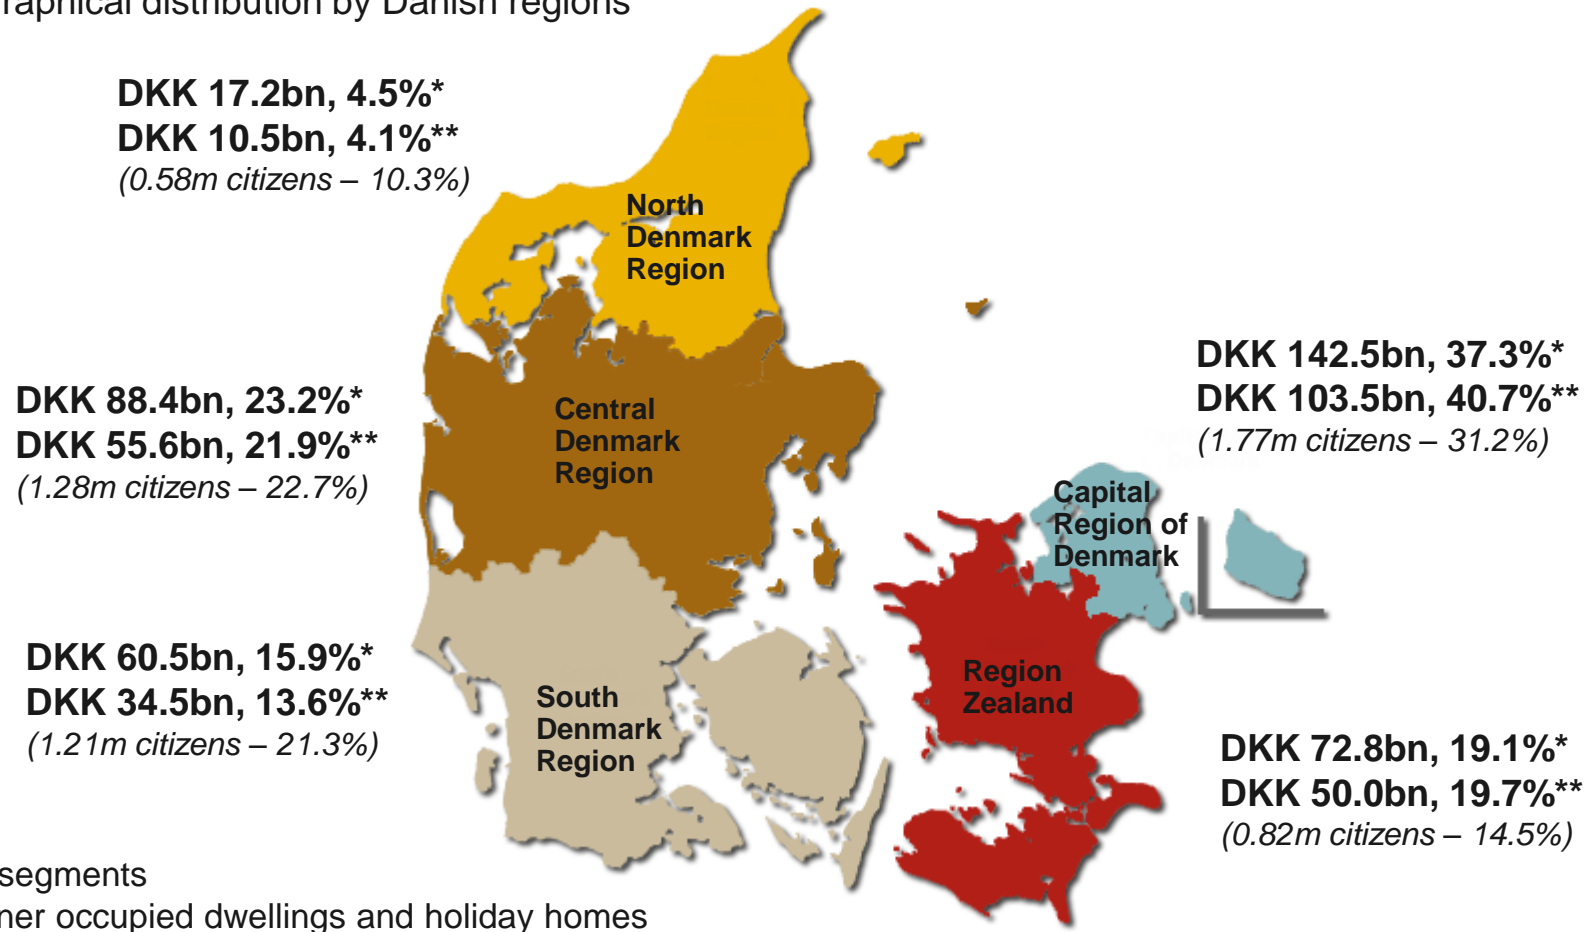 raphical distribution by Danish regions
DKK 17.2bn, 4.5%*
DKK 10.5bn, 4.1%**
(0.58m citizens – 10.3%)
North
Denmark
Region
DKK 142.5bn, 37.3%*
DKK 103.5bn, 40.7%**
(1.77m citizens – 31.2%)
DKK 88.4bn, 23.2%*
DKK 55.6bn, 21.9%**
(1.28m citizens – 22.7%)
Central
Denmark
Region
Capital
Region of
Denmark
DKK 60.5bn, 15.9%*
DKK 34.5bn, 13.6%**
(1.21m citizens – 21.3%)
South
Denmark
Region
Region
Zealand
DKK 72.8bn, 19.1%*
DKK 50.0bn, 19.7%**
(0.82m citizens – 14.5%)
segments
ner occupied dwellings and holiday homes